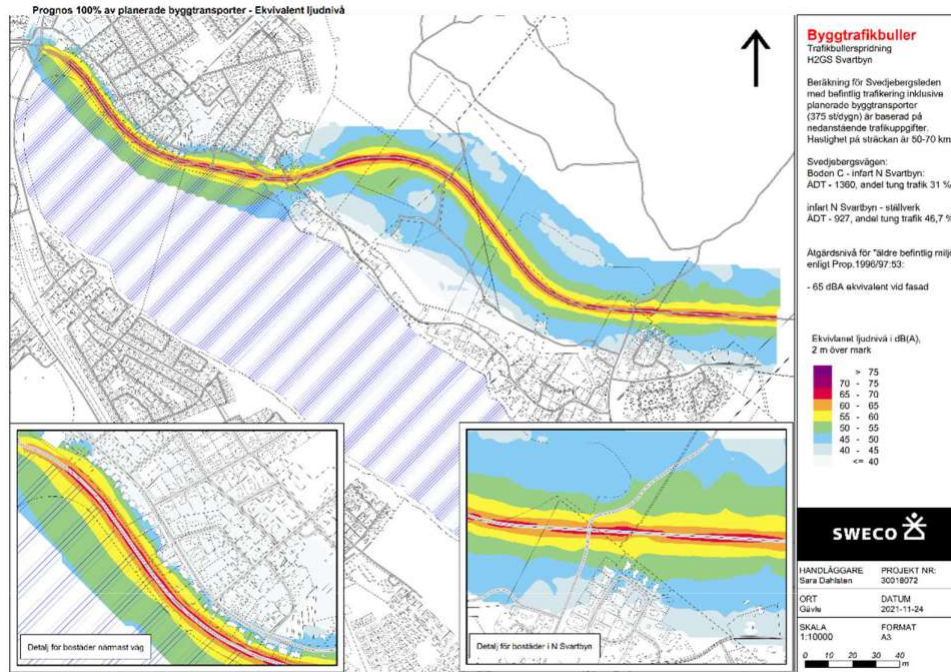 Prognos 100% av planerade byggtransporter - Ekvivalent ljudnivå
Byggtrafikbuller
Trafikbullerspridning
H2GS Svartbyn
Beräkning för Svedjebergsleden
med befintlig trafikering inklusive
planerade byggtransporter
(375 st/dygn) är baserad på
nedanstående trafikuppgifter.
Hastighet på sträckan är 50-70 km
Svedjebergsvägen:
Boden C - infart N Svartbyn:
ÅDT - 1360, andel tung trafik 31 %
infart N Svartbyn - ställverk
ÅDT - 927, andel tung trafik 46,7 %
Åtgärdsnivå för "äldre befintlig miljö
enligt Prop.1996/97:53:
- 65 dBA ekvivalent vid fasad
Ekvivlanet ljudnivå i dB(A),
2 m över mark
> 75
70 - 75
65 - 70
60 - 65
55 - 60
50 - 55
45 - 50
40 - 45
<= 40
Detalj för bostäder närmast väg
Detalj för bostäder i N Svartbyn
SWECO
HANDLÄGGARE PROJEKT NR:
Sara Dahlsten 30018072
ORT DATUM
Gävle 2021-11-24
SKALA FORMAT
1:10000 A3
0 10 20 30 40
m